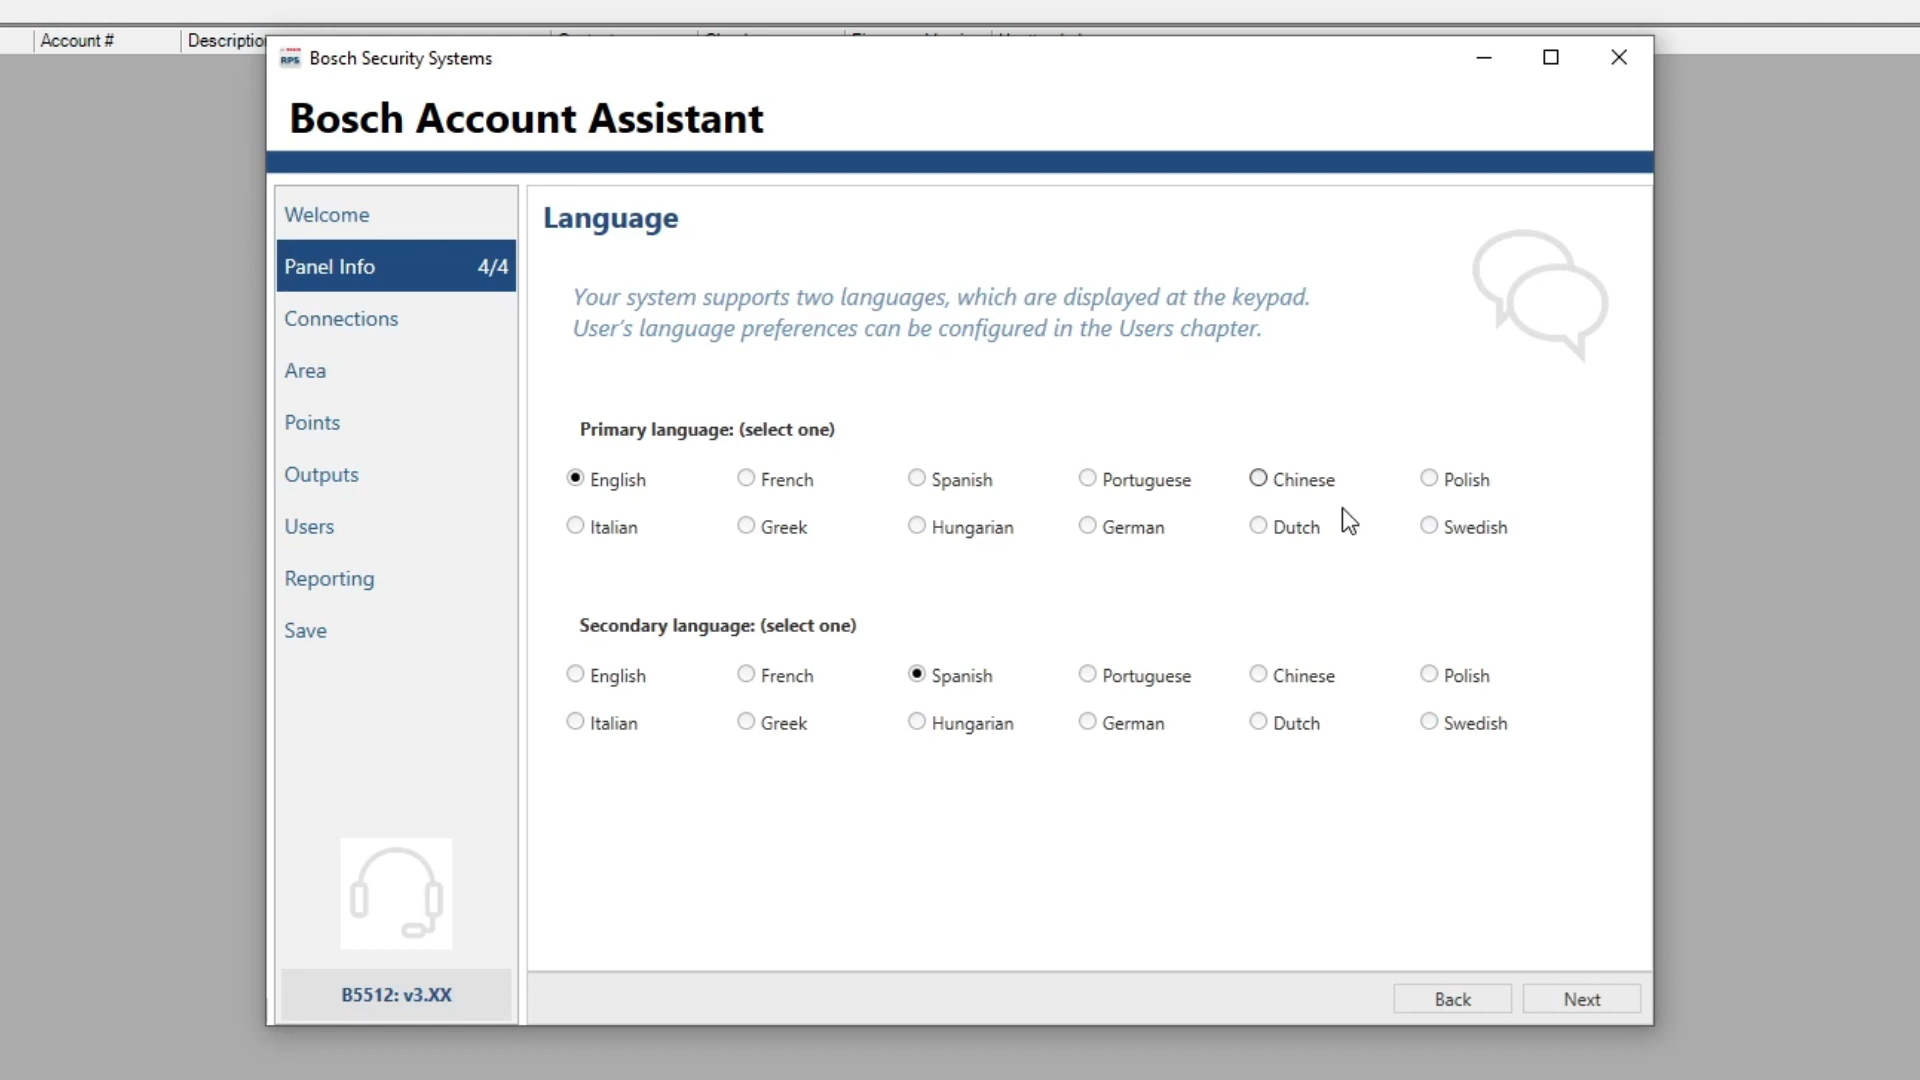 Account #
Bosch Security Systems
Bosch Account Assistant
Welcome
Panel Info 4/4
Connections
Area
Points
Outputs
Users
Reporting
Save
B5512: v3.XX
Language
Your system supports two languages, which are displayed at the keypad.
User's language preferences can be configured in the Users chapter.
Primary language: (select one)
English French Spanish Portuguese Chinese Polish
Italian Greek Hungarian German Dutch Swedish
Secondary language: (select one)
English French Spanish Portuguese Chinese Polish
Italian Greek Hungarian German Dutch Swedish
Back Next